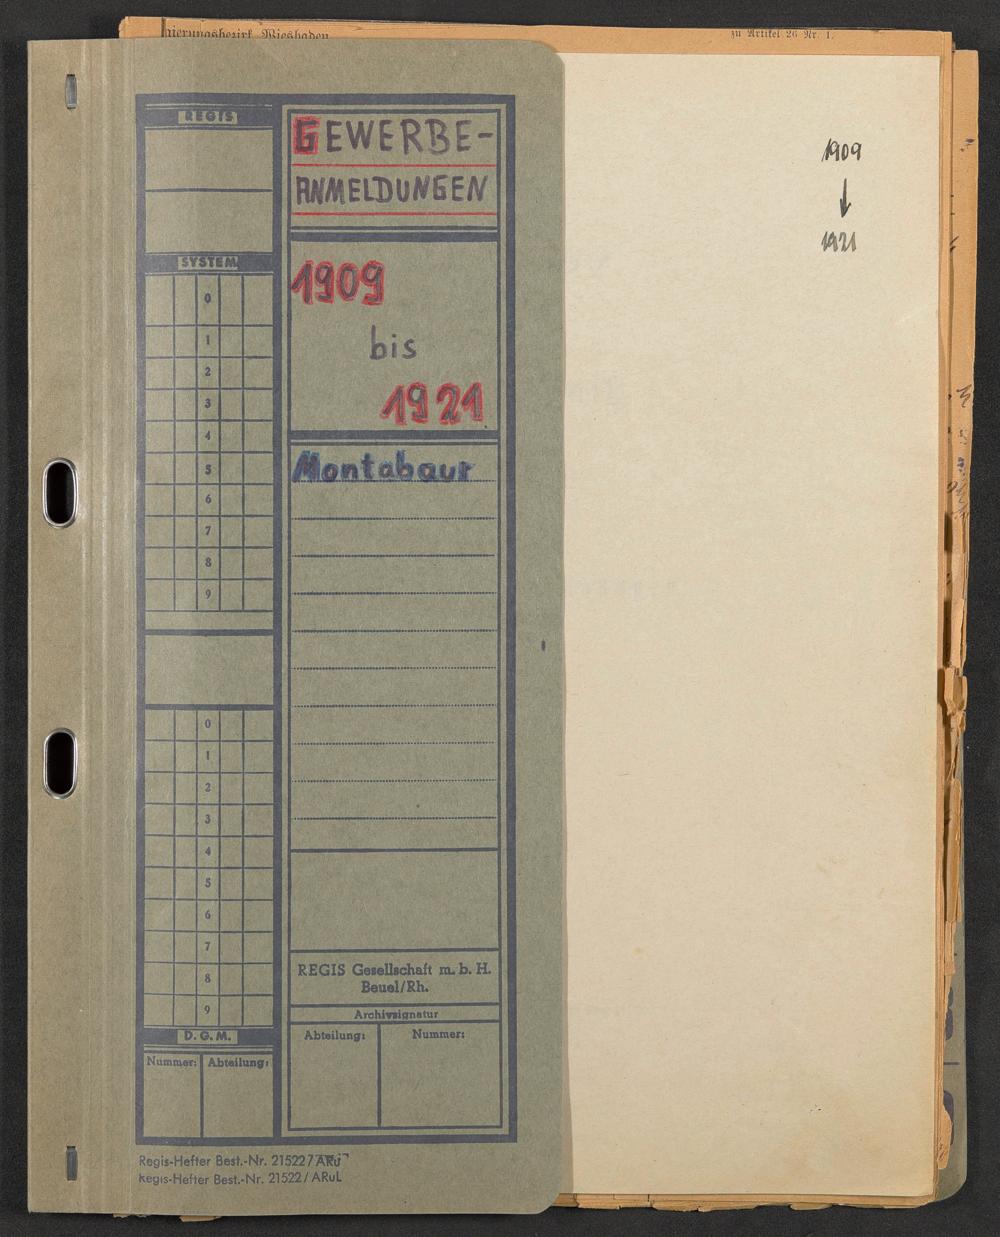 Regierungsbezirk Wiesbaden
zu Artikel 26 Nr. 1.
REGIS
GEWERBE-
ANMELDUNGEN
1909
bis
1921
Montabaur
SYSTEM
0
1
2
3
4
5
6
7
8
9
0
1
2
3
4
5
6
7
8
9
D.G.M.
Nummer: Abteilung:
REGIS Gesellschaft m. b. H.
Beuel/Rh.
Archivsignatur
Abteilung: Nummer:
Regis-Hefter Best.-Nr. 21522/ARu
Regis-Hefter Best.-Nr. 21522/ARuL
1909
1921